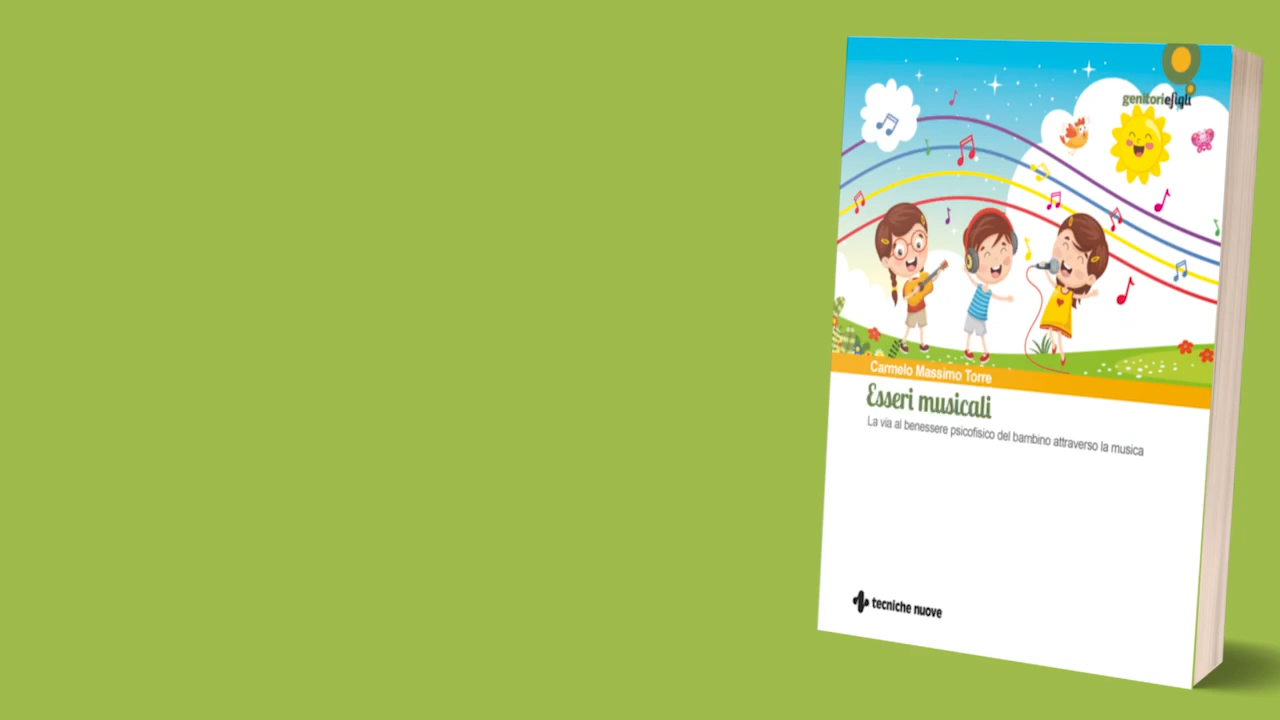 genitoriefigli
Carmelo Massimo Torre
Esseri musicali
La via al benessere psicofisico del bambino attraverso la musica
tecniche nuove